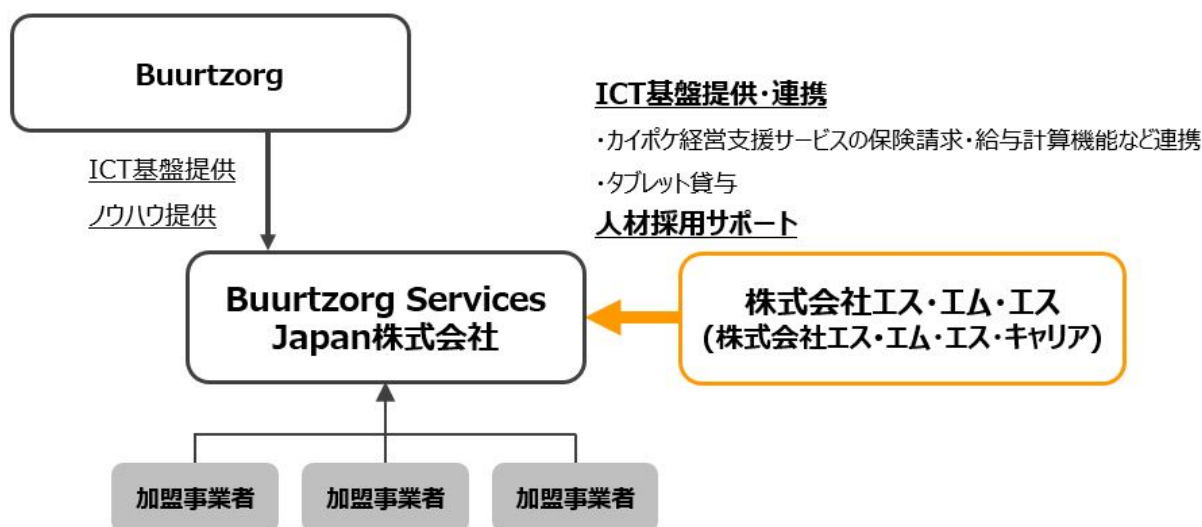 Buurtzorg
ICT基盤提供
ノウハウ提供
ICT基盤提供・連携
・カイポケ経営支援サービスの保険請求・給与計算機能など連携
・タブレット貸与
人材採用サポート
Buurtzorg Services
Japan株式会社
株式会社エス・エム・エス
(株式会社エス・エム・エス・キャリア)
加盟事業者
加盟事業者
加盟事業者